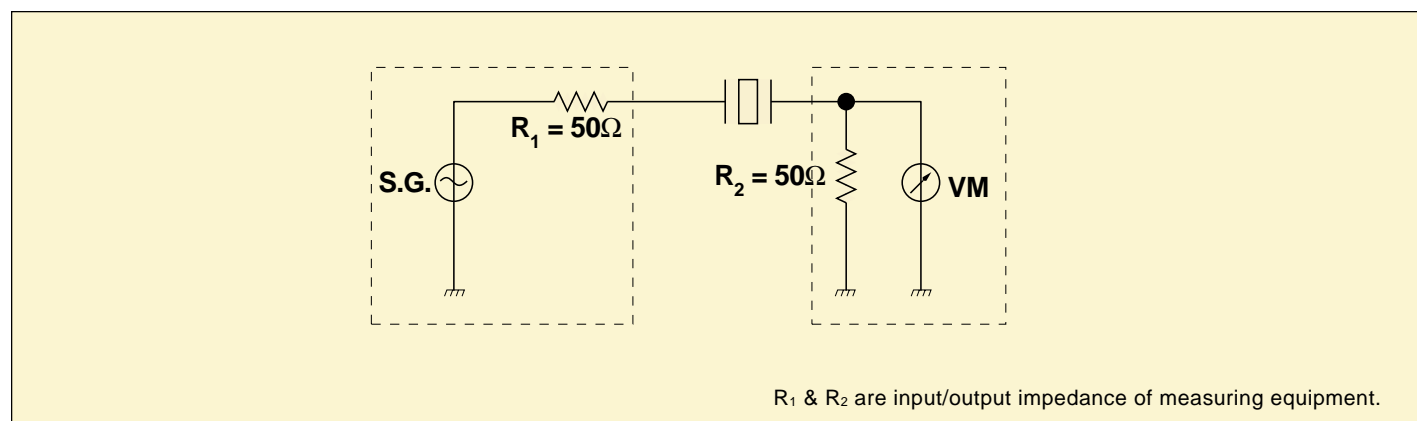 R₁ = 50Ω
S.G.
R₂ = 50Ω
VM
R₁ & R₂ are input/output impedance of measuring equipment.